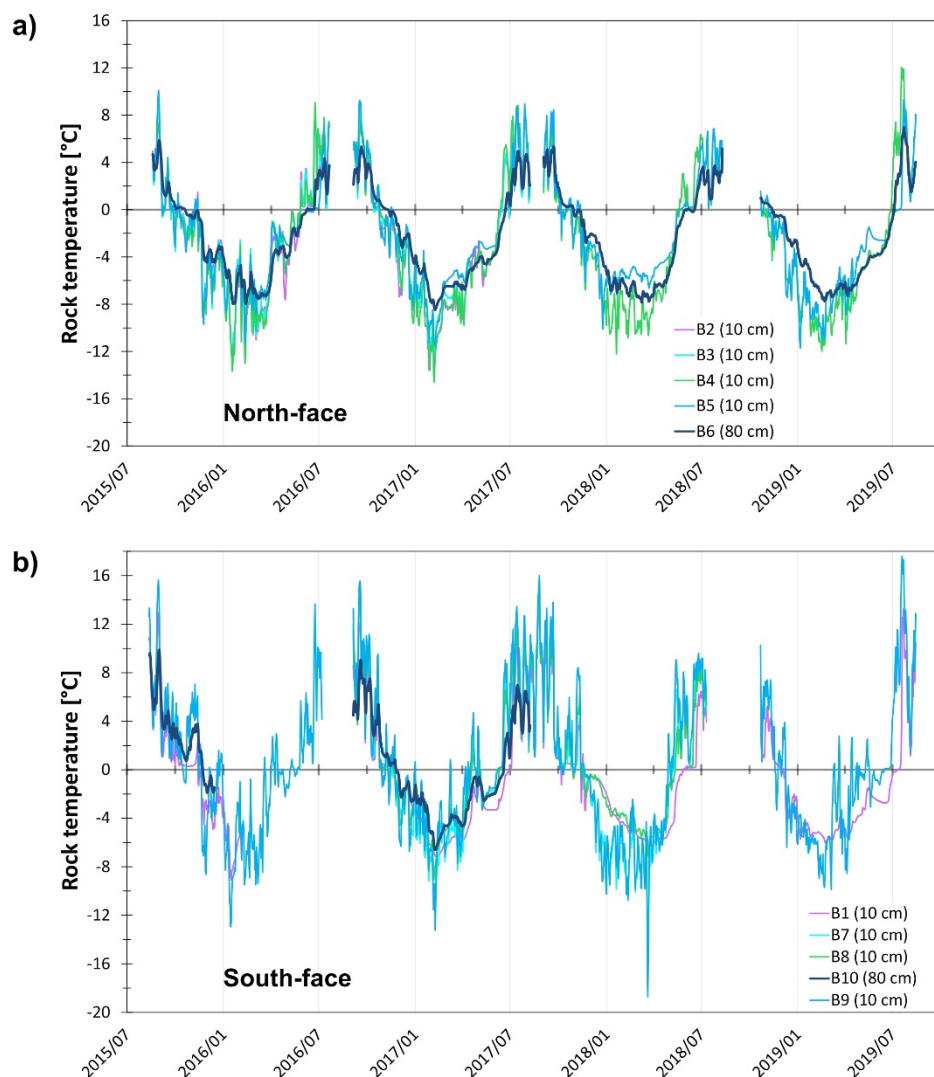 a)
Rock temperature [°C]
16
12
8
4
0
-4
-8
-12
-16
-20
B2 (10 cm)
B3 (10 cm)
B4 (10 cm)
B5 (10 cm)
B6 (80 cm)
North-face
2015/07
2016/01
2016/07
2017/01
2017/07
2018/01
2018/07
2019/01
2019/07
b)
Rock temperature [°C]
16
12
8
4
0
-4
-8
-12
-16
-20
B1 (10 cm)
B7 (10 cm)
B8 (10 cm)
B10 (80 cm)
B9 (10 cm)
South-face
2015/07
2016/01
2016/07
2017/01
2017/07
2018/01
2018/07
2019/01
2019/07